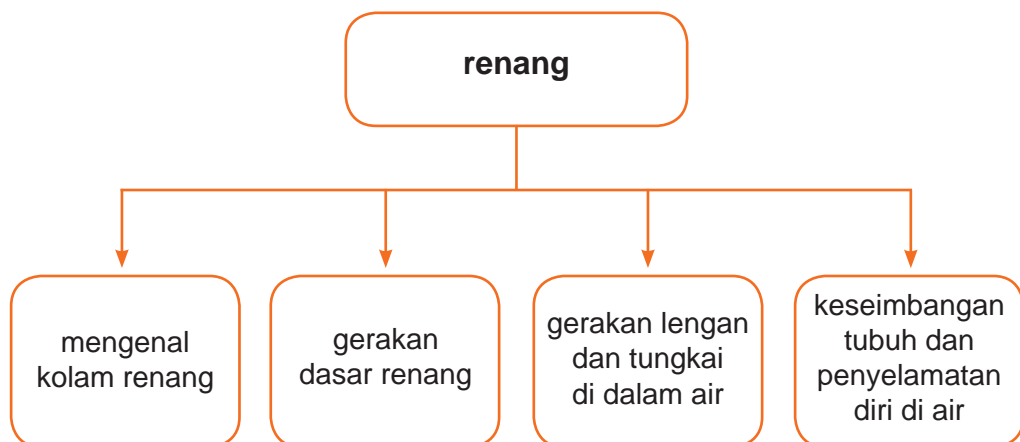 renang
mengenal
kolam renang
gerakan
dasar renang
gerakan lengan
dan tungkai
di dalam air
keseimbangan
tubuh dan
penyelamatan
diri di air